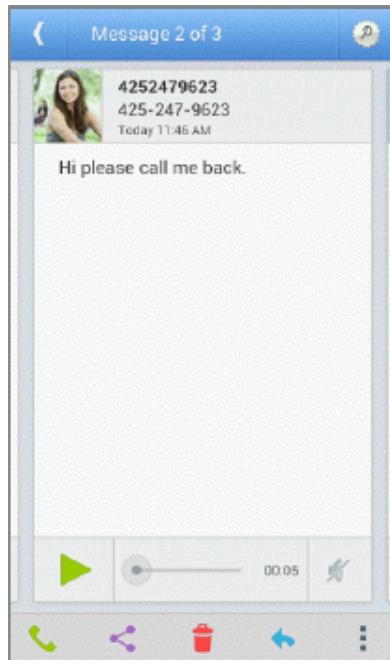 Message 2 of 3
4252479623
425-247-9623
Today 11:46 AM
Hi please call me back.
00:05